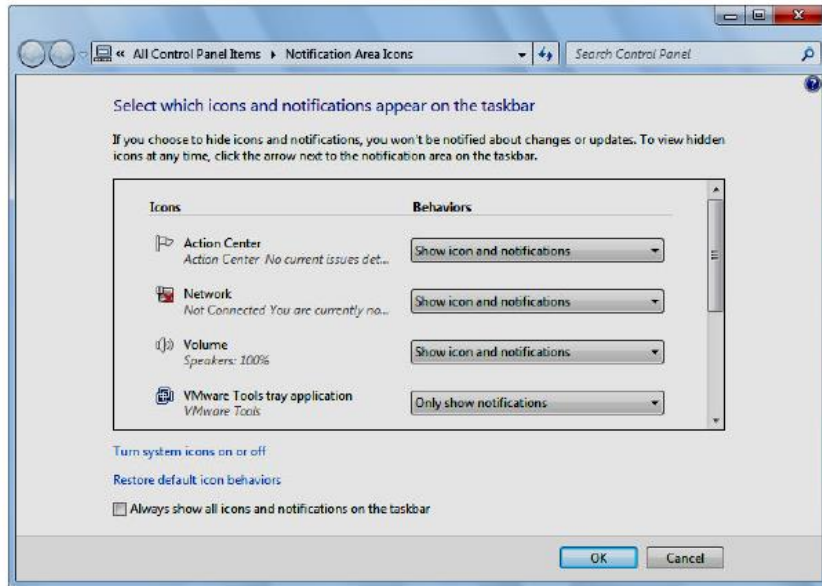 « All Control Panel Items ▸ Notification Area Icons
Search Control Panel
Select which icons and notifications appear on the taskbar
If you choose to hide icons and notifications, you won't be notified about changes or updates. To view hidden
icons at any time, click the arrow next to the notification area on the taskbar.
Icons Behaviors
Action Center
Action Center No current issues det...
Show icon and notifications
Network
Not Connected You are currently no...
Show icon and notifications
Volume
Speakers: 100%
Show icon and notifications
VMware Tools tray application
VMware Tools
Only show notifications
Turn system icons on or off
Restore default icon behaviors
Always show all icons and notifications on the taskbar
OK Cancel